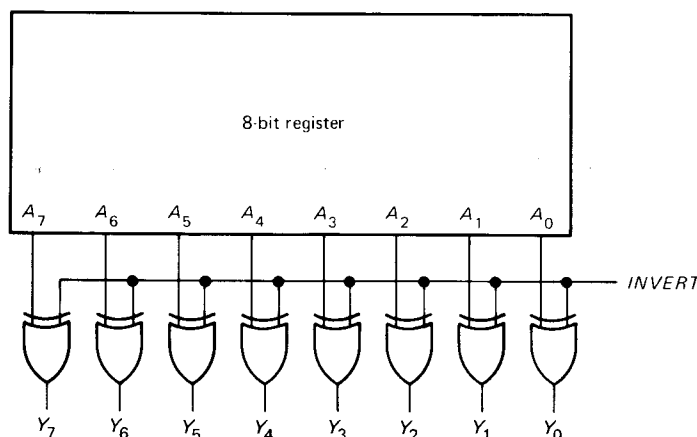 8-bit register
A7 A6 A5 A4 A3 A2 A1 A0
INVERT
Y7 Y6 Y5 Y4 Y3 Y2 Y1 Y0